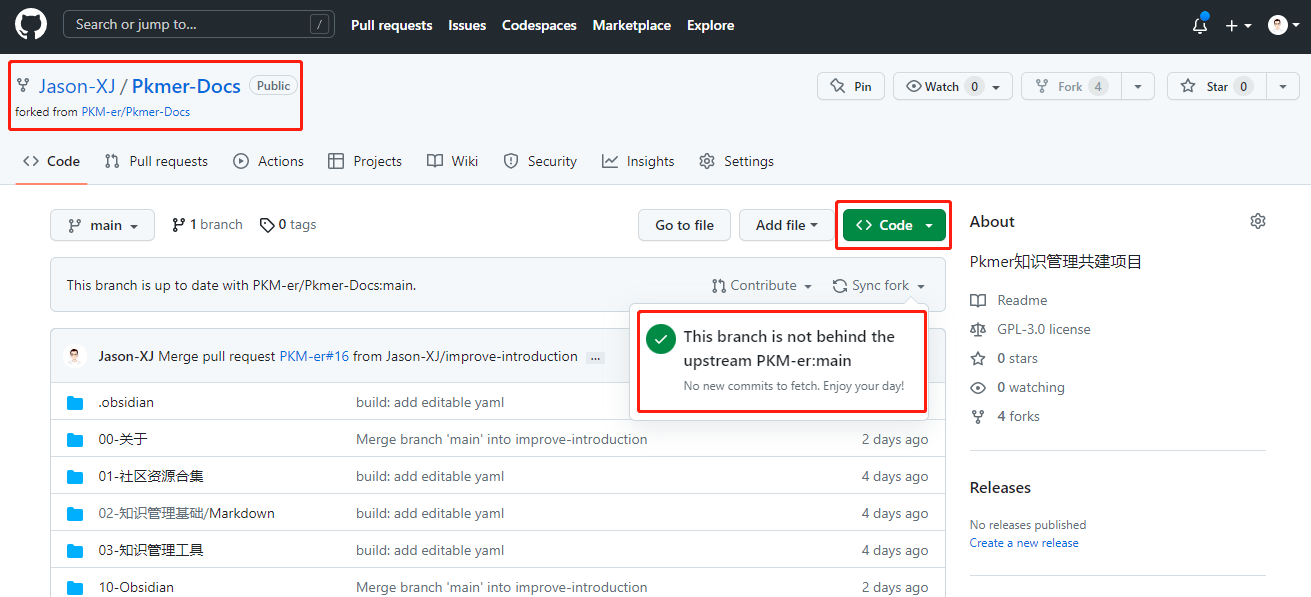 Search or jump to... /
Pull requests Issues Codespaces Marketplace Explore
Jason-XJ / Pkmer-Docs Public
forked from PKM-er/Pkmer-Docs
Pin Watch 0 Fork 4 Star 0
Code Pull requests Actions Projects Wiki Security Insights Settings
main 1 branch 0 tags Go to file Add file Code
This branch is up to date with PKM-er/Pkmer-Docs:main. Contribute Sync fork
This branch is not behind the
upstream PKM-er:main
No new commits to fetch. Enjoy your day!
Jason-XJ Merge pull request PKM-er#16 from Jason-XJ/improve-introduction ...
.obsidian build: add editable yaml
00-关于 Merge branch 'main' into improve-introduction 2 days ago
01-社区资源合集 build: add editable yaml 4 days ago
02-知识管理基础/Markdown build: add editable yaml 4 days ago
03-知识管理工具 build: add editable yaml 4 days ago
10-Obsidian Merge branch 'main' into improve-introduction 2 days ago
About
Pkmer知识管理共建项目
Readme
GPL-3.0 license
0 stars
0 watching
4 forks
Releases
No releases published
Create a new release